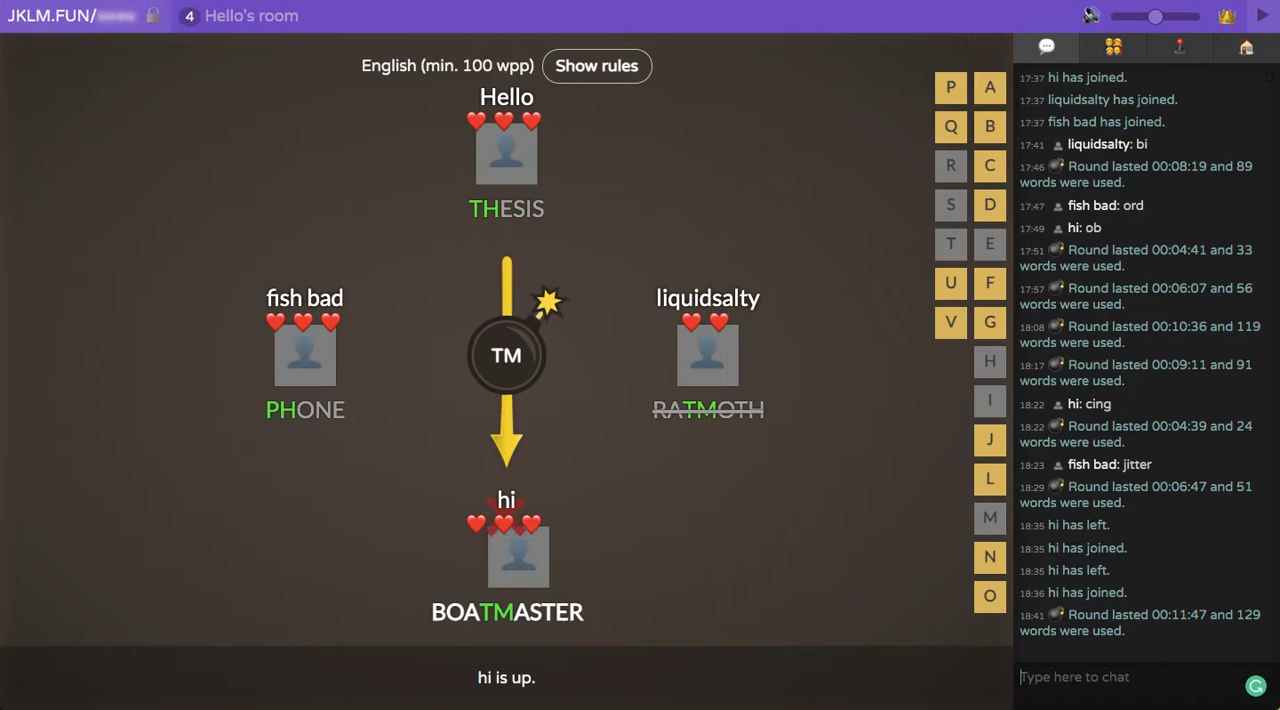 JKLM.FUN/
4 Hello's room
English (min. 100 wpp) Show rules
Hello
THESIS
fish bad
PHONE
TM
liquidsalty
RATMOTH
hi
BOATMASTER
hi is up.
P A
Q B
R C
S D
T E
U F
V G
H
I
J
L
M
N
O
17:37 hi has joined.
17:37 liquidsalty has joined.
17:37 fish bad has joined.
17:41 liquidsalty: bi
17:46 Round lasted 00:08:19 and 89
words were used.
17:47 fish bad: ord
17:49 hi: ob
17:51 Round lasted 00:04:41 and 33
words were used.
17:57 Round lasted 00:06:07 and 56
words were used.
18:08 Round lasted 00:10:36 and 119
words were used.
18:17 Round lasted 00:09:11 and 91
words were used.
18:22 hi: cing
18:22 Round lasted 00:04:39 and 24
words were used.
18:23 fish bad: jitter
18:29 Round lasted 00:06:47 and 51
words were used.
18:35 hi has left.
18:35 hi has joined.
18:35 hi has left.
18:36 hi has joined.
18:41 Round lasted 00:11:47 and 129
words were used.
Type here to chat